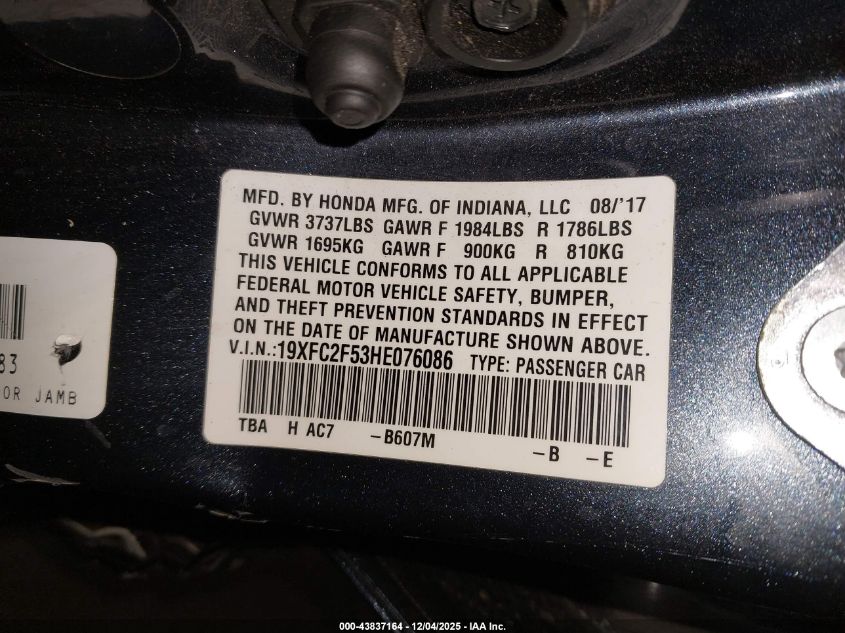 MFD. BY HONDA MFG. OF INDIANA, LLC 08/'17
GVWR 3737LBS GAWR F 1984LBS R 1786LBS
GVWR 1695KG GAWR F 900KG R 810KG
THIS VEHICLE CONFORMS TO ALL APPLICABLE
FEDERAL MOTOR VEHICLE SAFETY, BUMPER,
AND THEFT PREVENTION STANDARDS IN EFFECT
ON THE DATE OF MANUFACTURE SHOWN ABOVE.
V.I.N.:19XFC2F53HE076086 TYPE: PASSENGER CAR
TBA H AC7 -B607M -B -E
83
OR JAMB
000-43837164 - 12/04/2025 - IAA Inc.